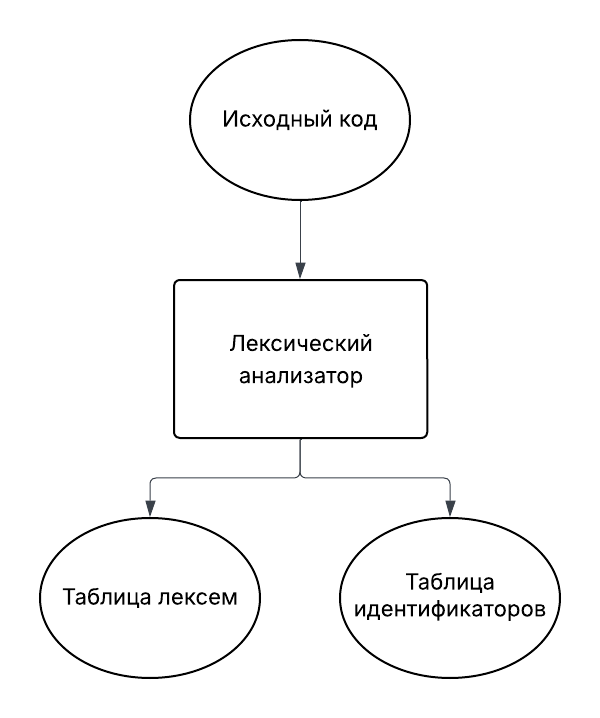 Исходный код
Лексический
анализатор
Таблица лексем
Таблица
идентификаторов